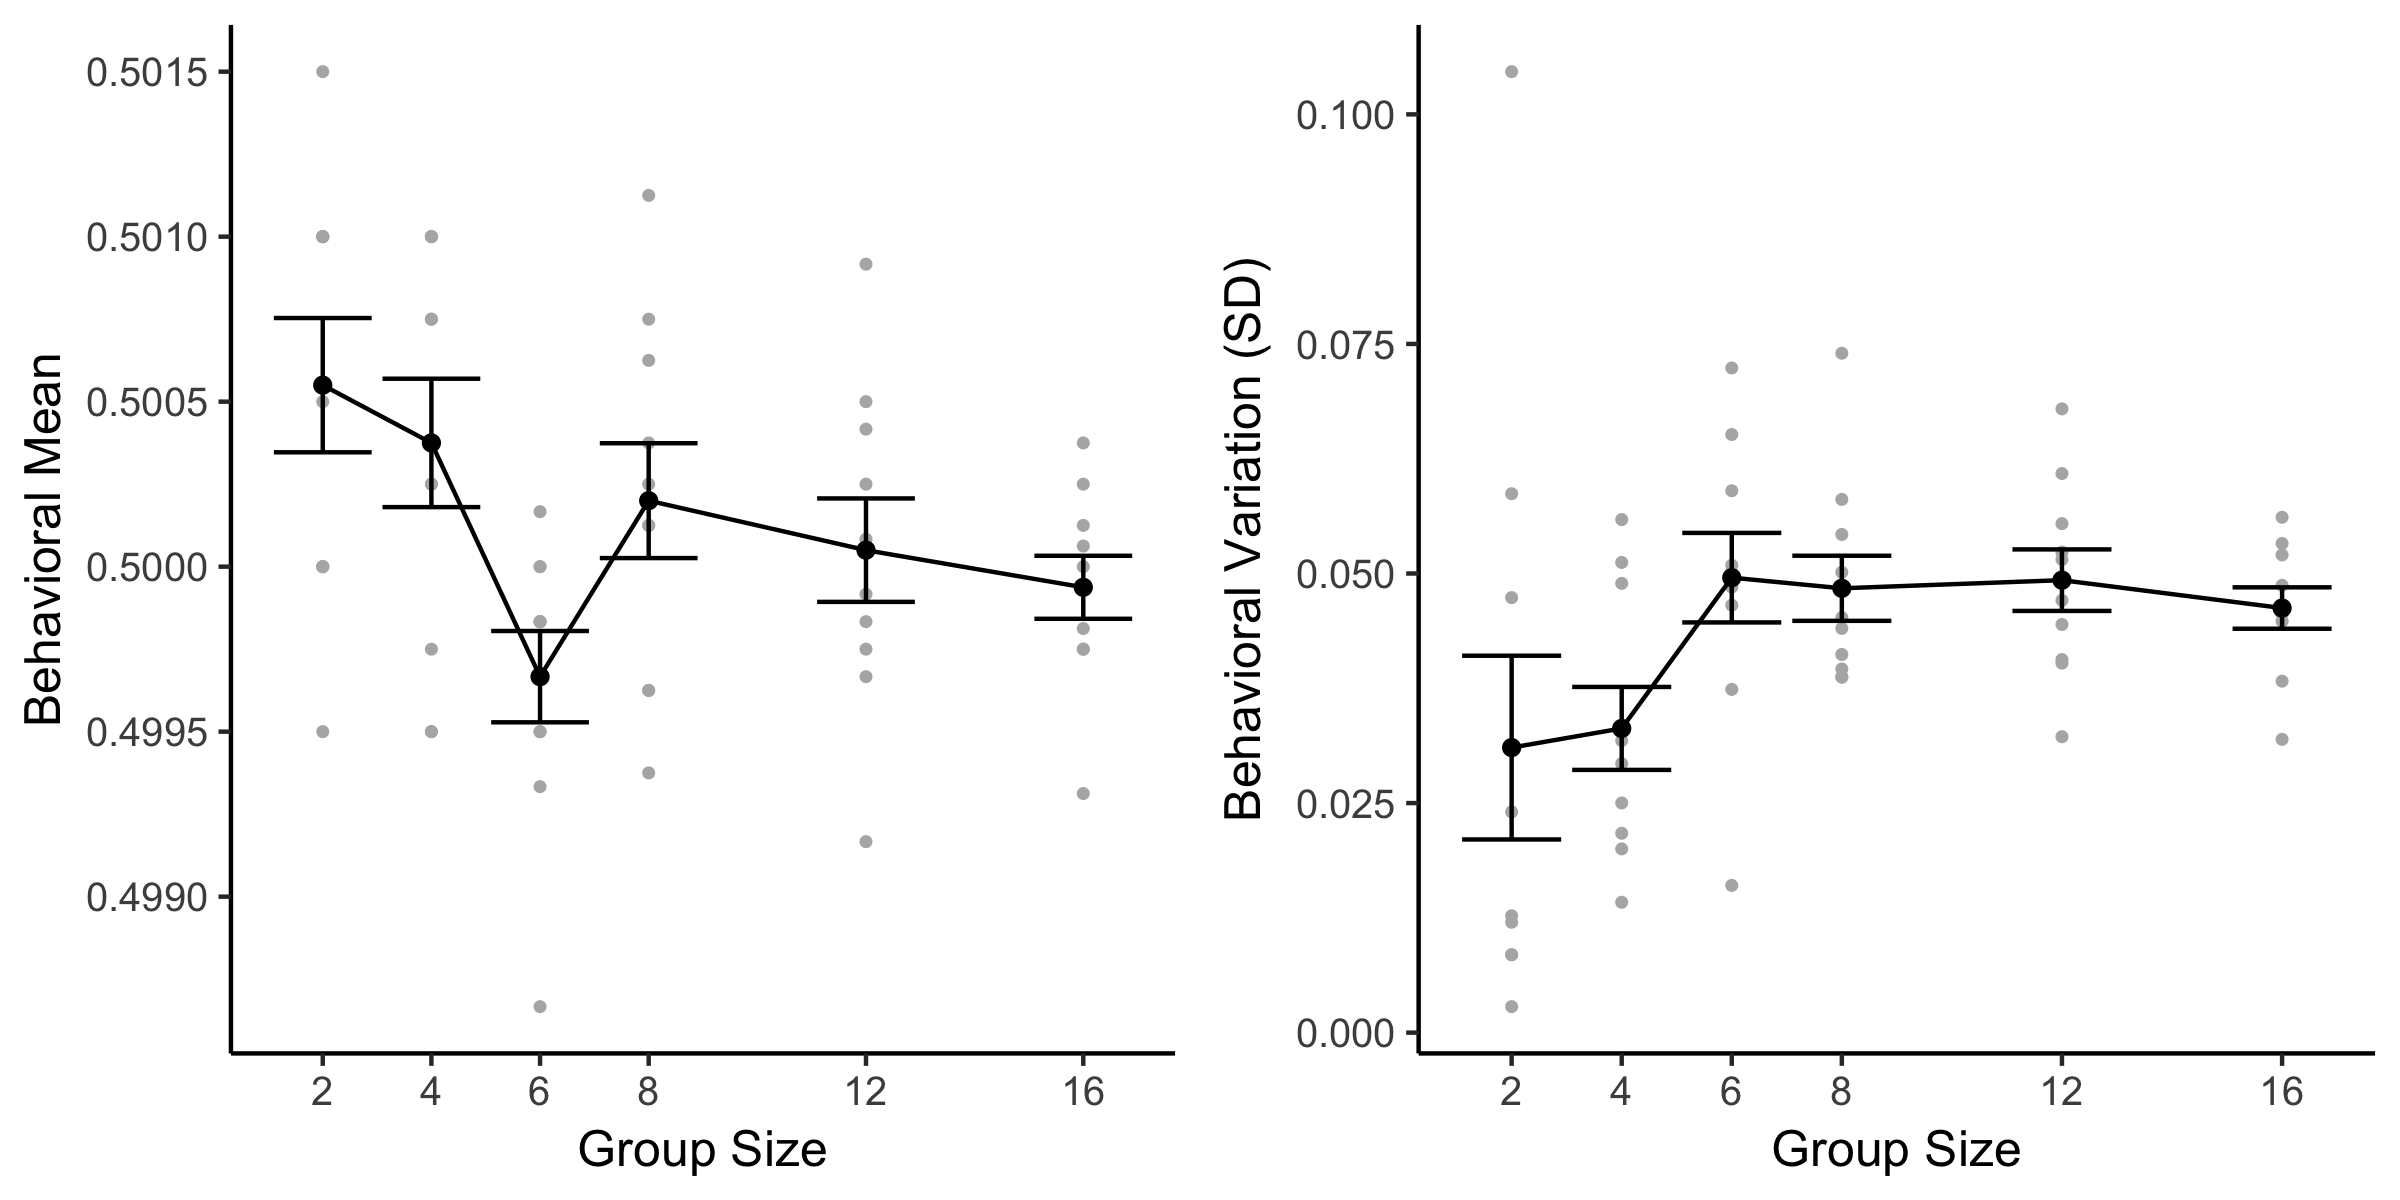 Behavioral Mean
0.5015
0.5010
0.5005
0.5000
0.4995
0.4990
2 4 6 8 12 16
Group Size
Behavioral Variation (SD)
0.100
0.075
0.050
0.025
0.000
2 4 6 8 12 16
Group Size